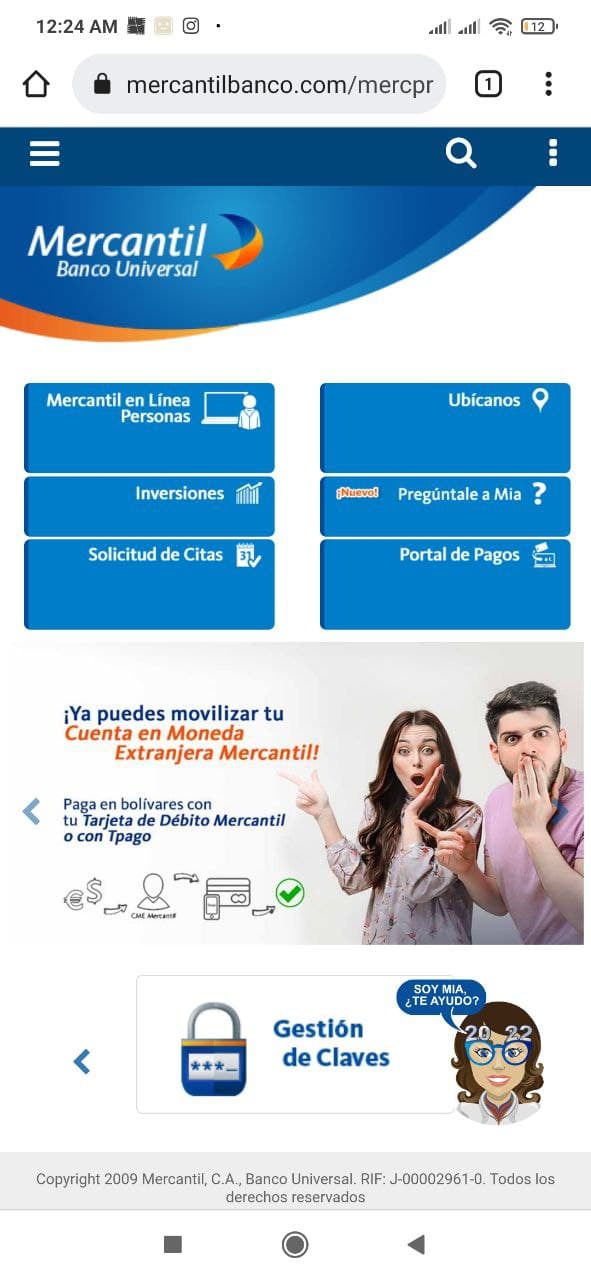 12:24 AM
12
mercantilbanco.com/mercpr
1
Mercantil
Banco Universal
Mercantil en Línea
Personas
Ubícanos
Inversiones
¡Nuevo! Pregúntale a Mia ?
Solicitud de Citas
31
Portal de Pagos
¡Ya puedes movilizar tu
Cuenta en Moneda
Extranjera Mercantil!
Paga en bolívares con
tu Tarjeta de Débito Mercantil
o con Tpago
€$
CME Mercantil
SOY MIA,
¿TE AYUDO?
20 22
Gestión
de Claves
***_
Copyright 2009 Mercantil, C.A., Banco Universal. RIF: J-00002961-0. Todos los
derechos reservados